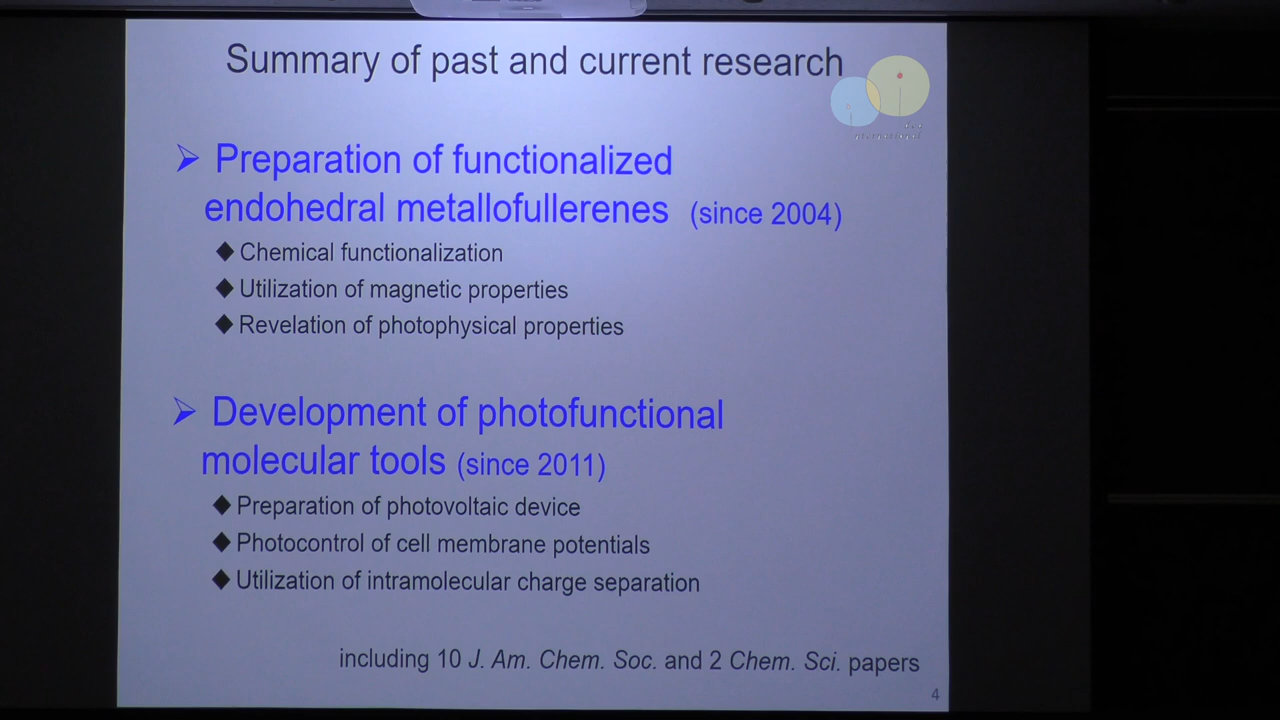 Summary of past and current research
➢ Preparation of functionalized
endohedral metallofullerenes (since 2004)
◆ Chemical functionalization
◆ Utilization of magnetic properties
◆ Revelation of photophysical properties
➢ Development of photofunctional
molecular tools (since 2011)
◆ Preparation of photovoltaic device
◆ Photocontrol of cell membrane potentials
◆ Utilization of intramolecular charge separation
including 10 J. Am. Chem. Soc. and 2 Chem. Sci. papers
4